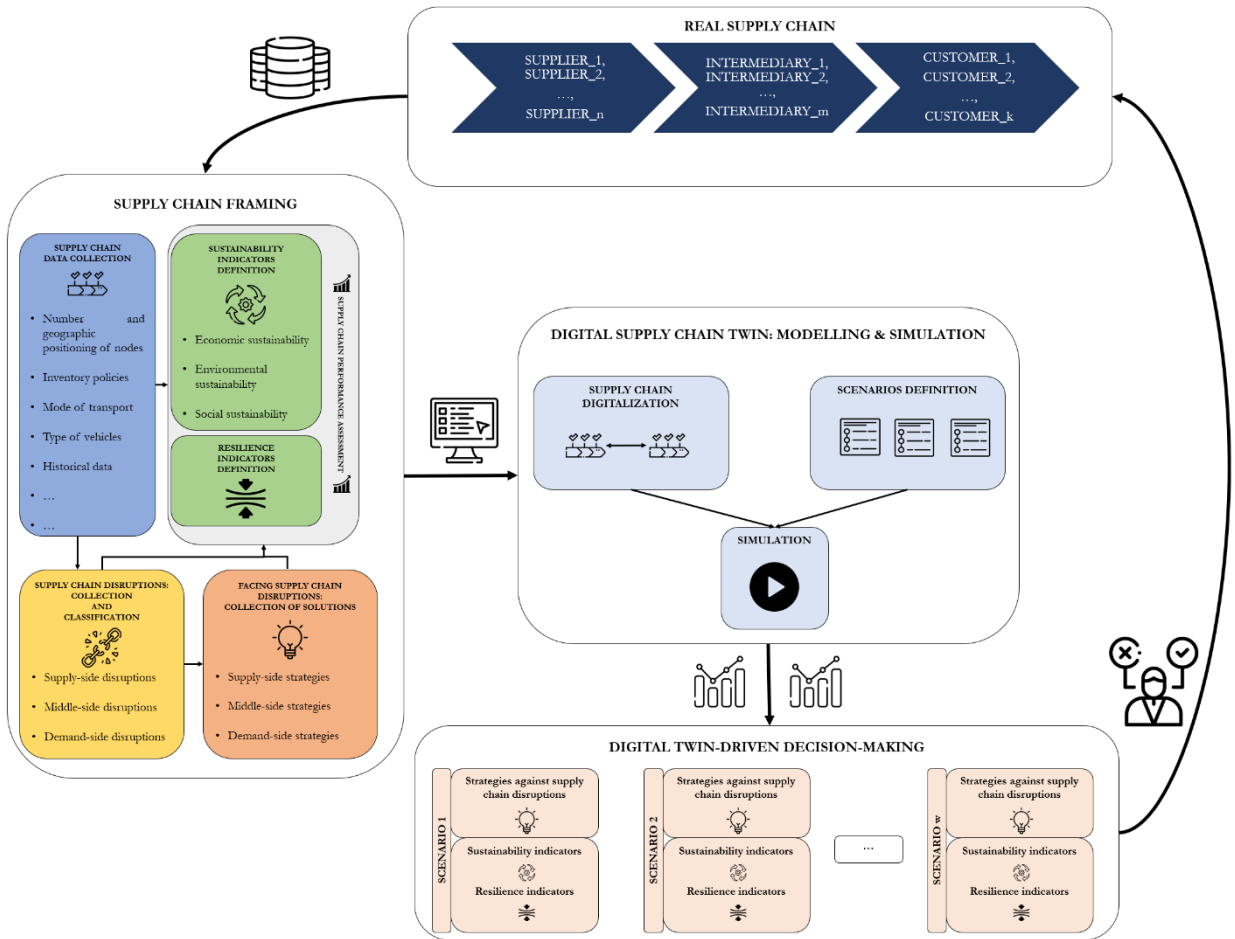 REAL SUPPLY CHAIN
SUPPLIER_1,
SUPPLIER_2,
…,
SUPPLIER_n
INTERMEDIARY_1,
INTERMEDIARY_2,
…,
INTERMEDIARY_m
CUSTOMER_1,
CUSTOMER_2,
…,
CUSTOMER_k
SUPPLY CHAIN FRAMING
SUPPLY CHAIN
DATA COLLECTION
• Number and
geographic
positioning of nodes
• Inventory policies
• Mode of transport
• Type of vehicles
• Historical data
• …
• …
SUSTAINABILITY
INDICATORS
DEFINITION
• Economic sustainability
• Environmental
sustainability
• Social sustainability
RESILIENCE
INDICATORS
DEFINITION
SUPPLY CHAIN PERFORMANCE ASSESSMENT
SUPPLY CHAIN DISRUPTIONS:
COLLECTION
AND
CLASSIFICATION
• Supply-side disruptions
• Middle-side disruptions
• Demand-side disruptions
FACING SUPPLY CHAIN
DISRUPTIONS:
COLLECTION OF SOLUTIONS
• Supply-side strategies
• Middle-side strategies
• Demand-side strategies
DIGITAL SUPPLY CHAIN TWIN: MODELLING & SIMULATION
SUPPLY CHAIN
DIGITALIZATION
SCENARIOS DEFINITION
SIMULATION
DIGITAL TWIN-DRIVEN DECISION-MAKING
SCENARIO 1
Strategies against supply
chain disruptions
Sustainability indicators
Resilience indicators
SCENARIO 2
Strategies against supply
chain disruptions
Sustainability indicators
Resilience indicators
…
SCENARIO w
Strategies against supply
chain disruptions
Sustainability indicators
Resilience indicators